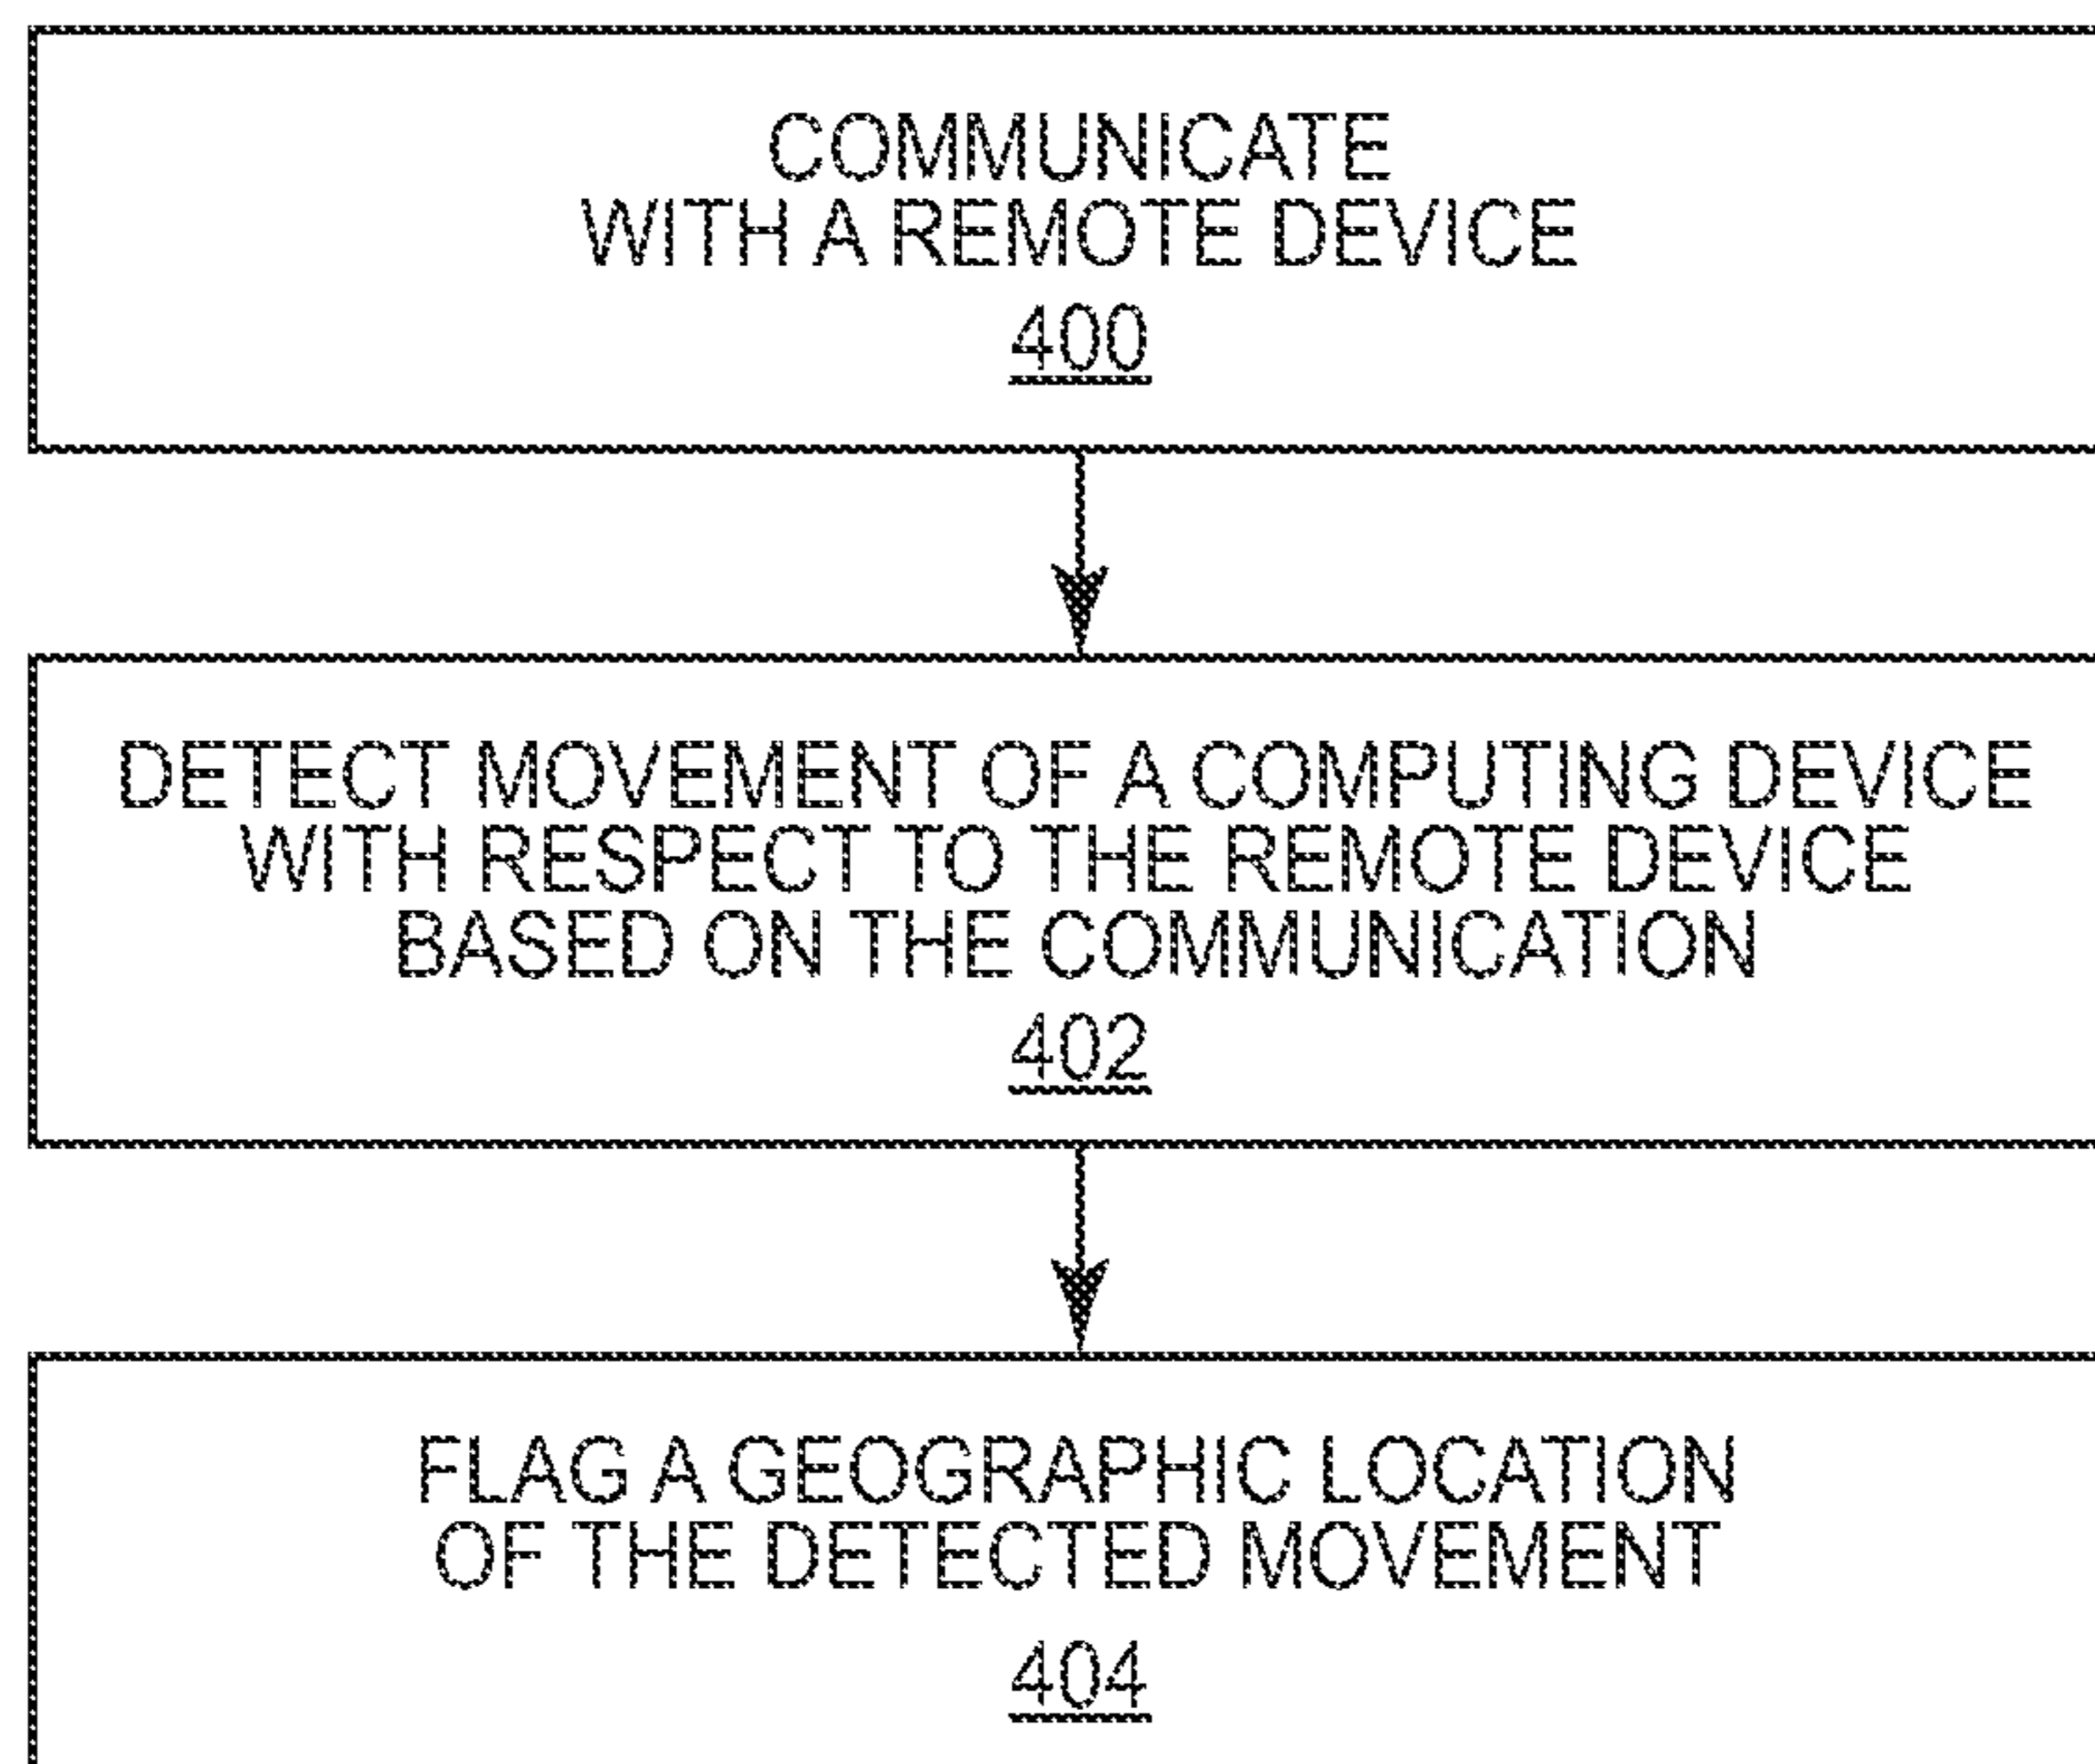 COMMUNICATE
WITH A REMOTE DEVICE
400
DETECT MOVEMENT OF A COMPUTING DEVICE
WITH RESPECT TO THE REMOTE DEVICE
BASED ON THE COMMUNICATION
402
FLAG A GEOGRAPHIC LOCATION
OF THE DETECTED MOVEMENT
404